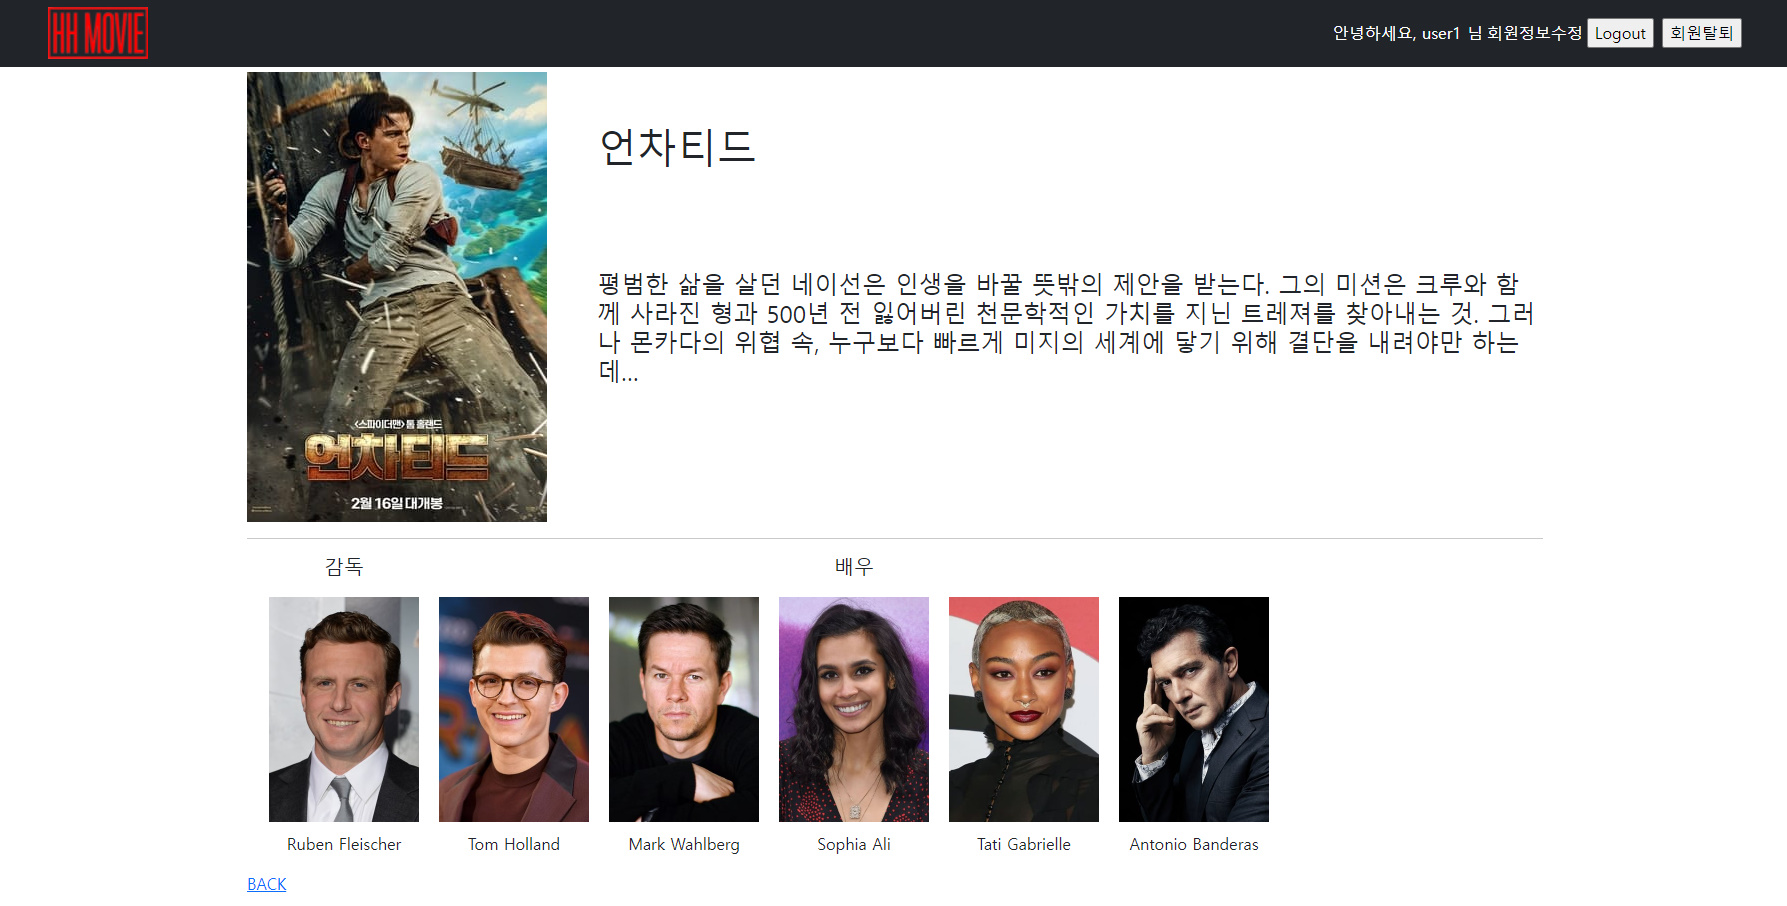 HH MOVIE
안녕하세요, user1 님 회원정보수정 Logout 회원탈퇴
언차티드
평범한 삶을 살던 네이선은 인생을 바꿀 뜻밖의 제안을 받는다. 그의 미션은 크루와 함
께 사라진 형과 500년 전 잃어버린 천문학적인 가치를 지닌 트레져를 찾아내는 것. 그러
나 몬카다의 위협 속, 누구보다 빠르게 미지의 세계에 닿기 위해 결단을 내려야만 하는
데...
<스파이더맨> 톰 홀랜드
언차티드
2월 16일 대개봉
감독 배우
Ruben Fleischer Tom Holland Mark Wahlberg Sophia Ali Tati Gabrielle Antonio Banderas
BACK